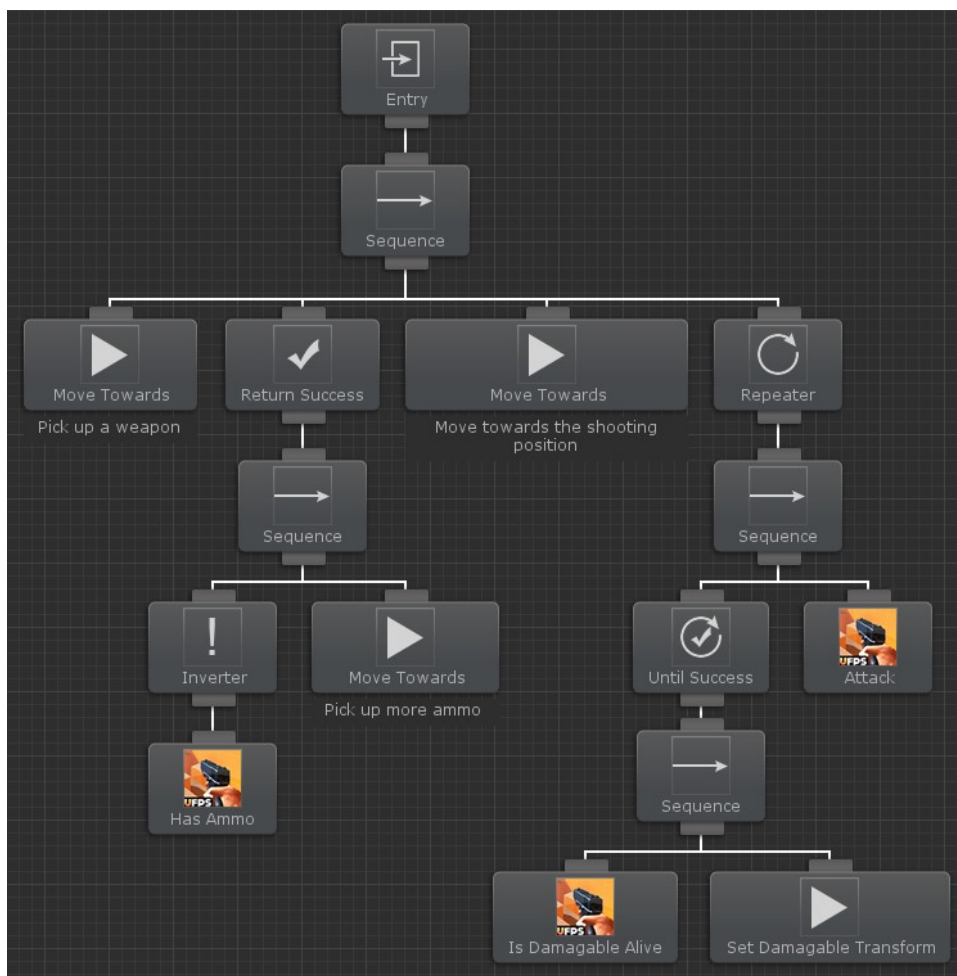 Entry
Sequence
Move Towards
Return Success
Move Towards
Repeater
Pick up a weapon
Move towards the shooting
position
Sequence
Sequence
!
Inverter
Move Towards
Until Success
UFPS
Attack
Pick up more ammo
UFPS
Has Ammo
Sequence
UFPS
Is Damagable Alive
Set Damagable Transform